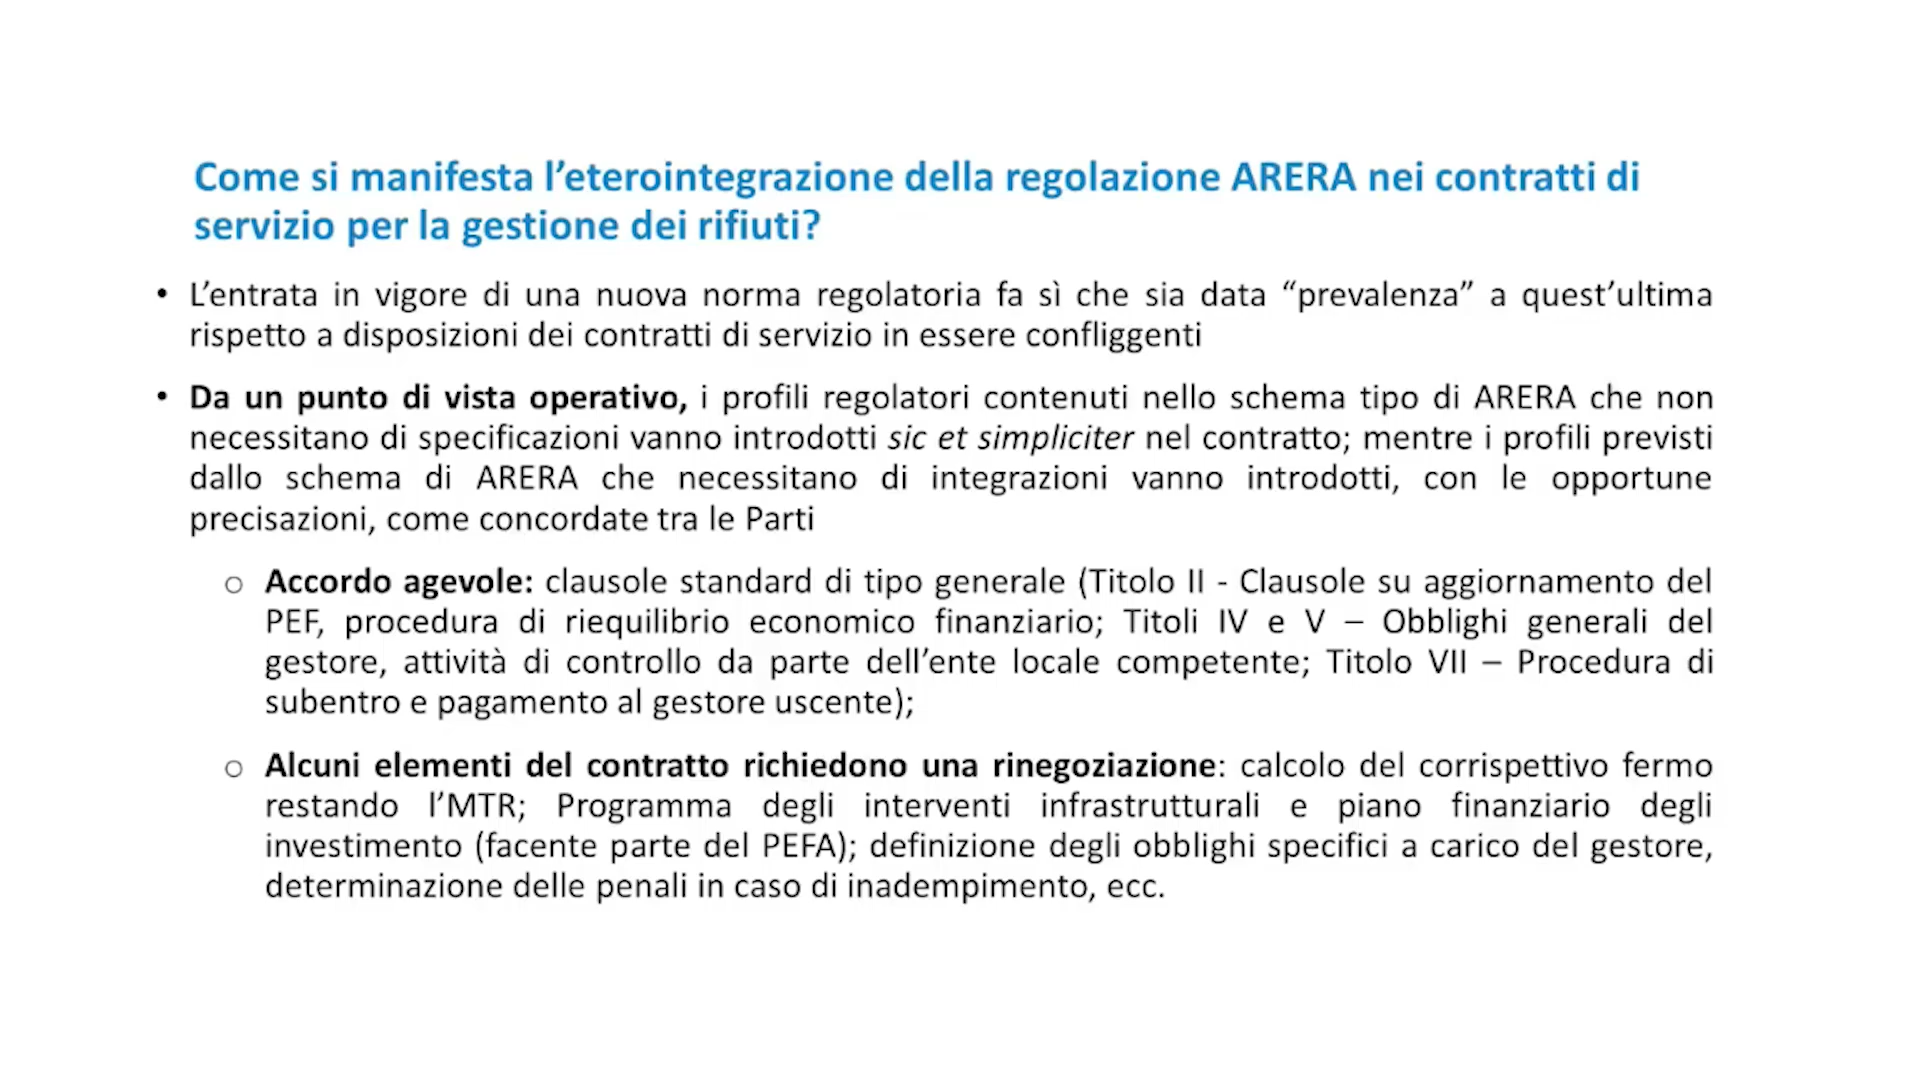 Come si manifesta l’eterointegrazione della regolazione ARERA nei contratti di
servizio per la gestione dei rifiuti?
• L’entrata in vigore di una nuova norma regolatoria fa sì che sia data “prevalenza” a quest’ultima
rispetto a disposizioni dei contratti di servizio in essere confliggenti
• Da un punto di vista operativo, i profili regolatori contenuti nello schema tipo di ARERA che non
necessitano di specificazioni vanno introdotti sic et simpliciter nel contratto; mentre i profili previsti
dallo schema di ARERA che necessitano di integrazioni vanno introdotti, con le opportune
precisazioni, come concordate tra le Parti
o Accordo agevole: clausole standard di tipo generale (Titolo II - Clausole su aggiornamento del
PEF, procedura di riequilibrio economico finanziario; Titoli IV e V – Obblighi generali del
gestore, attività di controllo da parte dell’ente locale competente; Titolo VII – Procedura di
subentro e pagamento al gestore uscente);
o Alcuni elementi del contratto richiedono una rinegoziazione: calcolo del corrispettivo fermo
restando l’MTR; Programma degli interventi infrastrutturali e piano finanziario degli
investimento (facente parte del PEFA); definizione degli obblighi specifici a carico del gestore,
determinazione delle penali in caso di inadempimento, ecc.